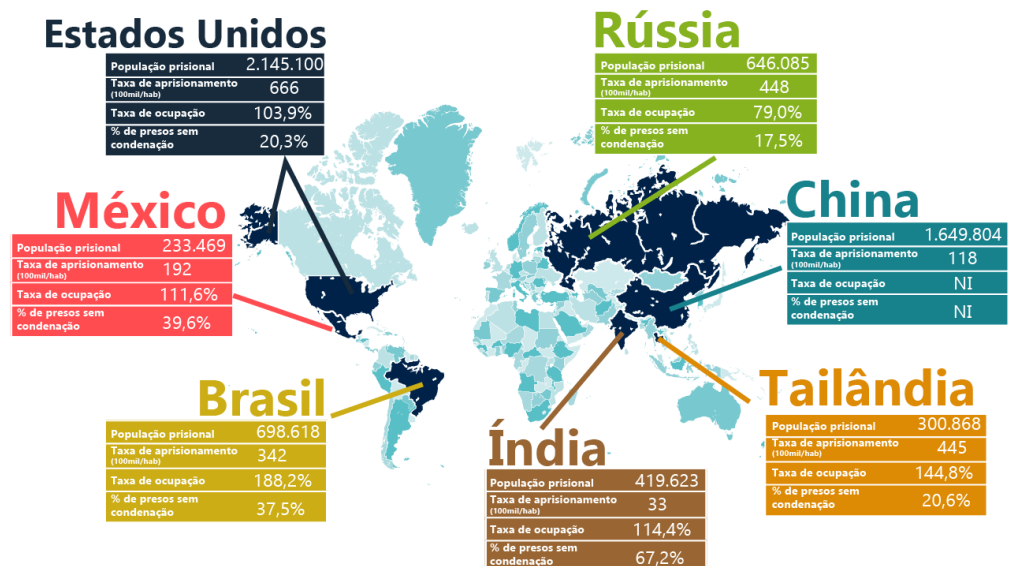 Estados Unidos
População prisional 2.145.100
Taxa de aprisionamento
(100mil/hab) 666
Taxa de ocupação 103,9%
% de presos sem
condenação 20,3%
Rússia
População prisional 646.085
Taxa de aprisionamento
(100mil/hab) 448
Taxa de ocupação 79,0%
% de presos sem
condenação 17,5%
México
População prisional 233.469
Taxa de aprisionamento
(100mil/hab) 192
Taxa de ocupação 111,6%
% de presos sem
condenação 39,6%
China
População prisional 1.649.804
Taxa de aprisionamento
(100mil/hab) 118
Taxa de ocupação NI
% de presos sem
condenação NI
Brasil
População prisional 698.618
Taxa de aprisionamento
(100mil/hab) 342
Taxa de ocupação 188,2%
% de presos sem
condenação 37,5%
Índia
População prisional 419.623
Taxa de aprisionamento
(100mil/hab) 33
Taxa de ocupação 114,4%
% de presos sem
condenação 67,2%
Tailândia
População prisional 300.868
Taxa de aprisionamento
(100mil/hab) 445
Taxa de ocupação 144,8%
% de presos sem
condenação 20,6%